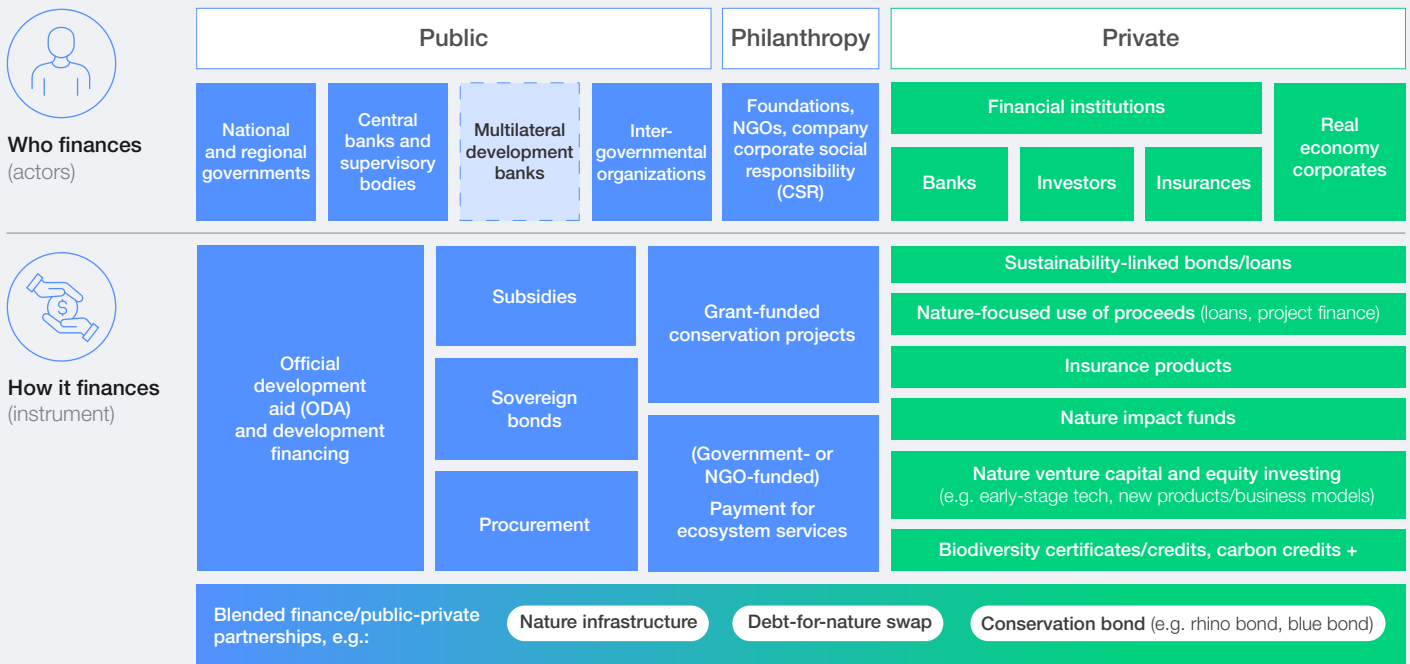 Public
Philanthropy
Private
Who finances
(actors)
National
and regional
governments
Central
banks and
supervisory
bodies
Multilateral
development
banks
Inter-
governmental
organizations
Foundations,
NGOs, company
corporate social
responsibility
(CSR)
Financial institutions
Banks
Investors
Insurances
Real
economy
corporates
How it finances
(instrument)
$
Official
development
aid (ODA)
and development
financing
Subsidies
Sovereign
bonds
Procurement
Grant-funded
conservation projects
(Government- or
NGO-funded)
Payment for
ecosystem services
Sustainability-linked bonds/loans
Nature-focused use of proceeds (loans, project finance)
Insurance products
Nature impact funds
Nature venture capital and equity investing
(e.g. early-stage tech, new products/business models)
Biodiversity certificates/credits, carbon credits +
Blended finance/public-private
partnerships, e.g.:
Nature infrastructure
Debt-for-nature swap
Conservation bond (e.g. rhino bond, blue bond)